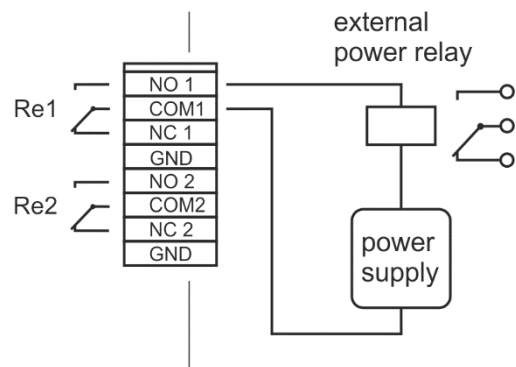 external
power relay
Re1
NO 1
COM1
NC 1
GND
Re2
NO 2
COM2
NC 2
GND
power
supply